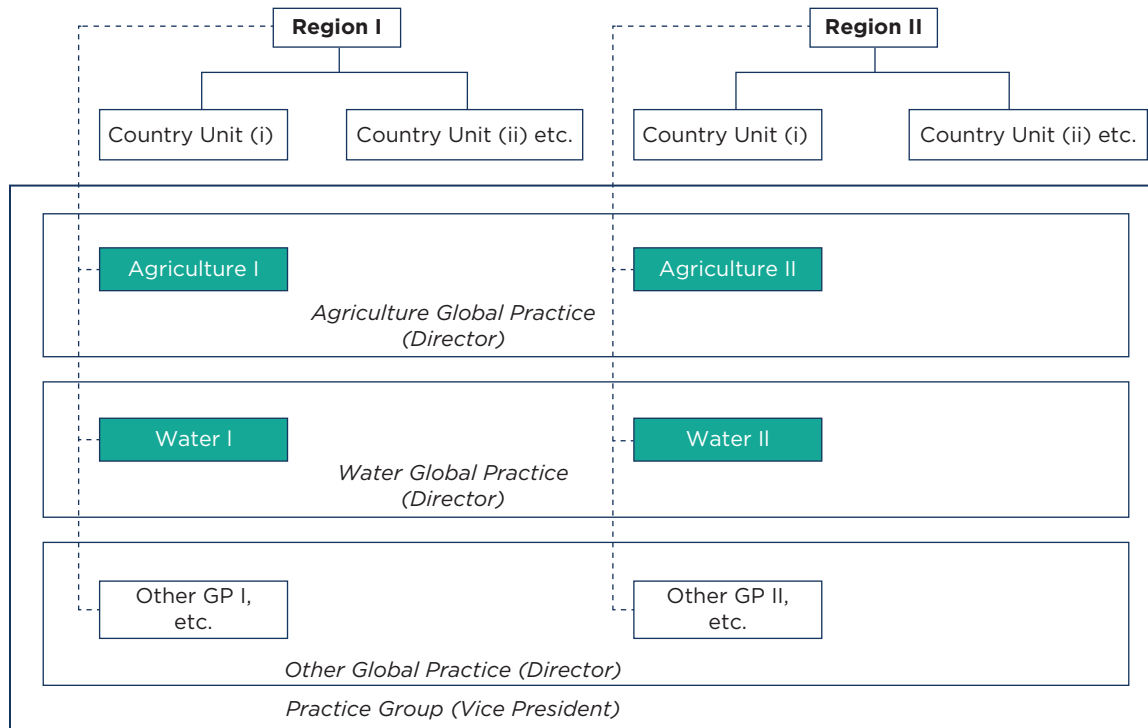 Region I
Region II
Country Unit (i)
Country Unit (ii) etc.
Country Unit (i)
Country Unit (ii) etc.
Agriculture I
Agriculture II
Agriculture Global Practice
(Director)
Water I
Water II
Water Global Practice
(Director)
Other GP I,
etc.
Other GP II,
etc.
Other Global Practice (Director)
Practice Group (Vice President)